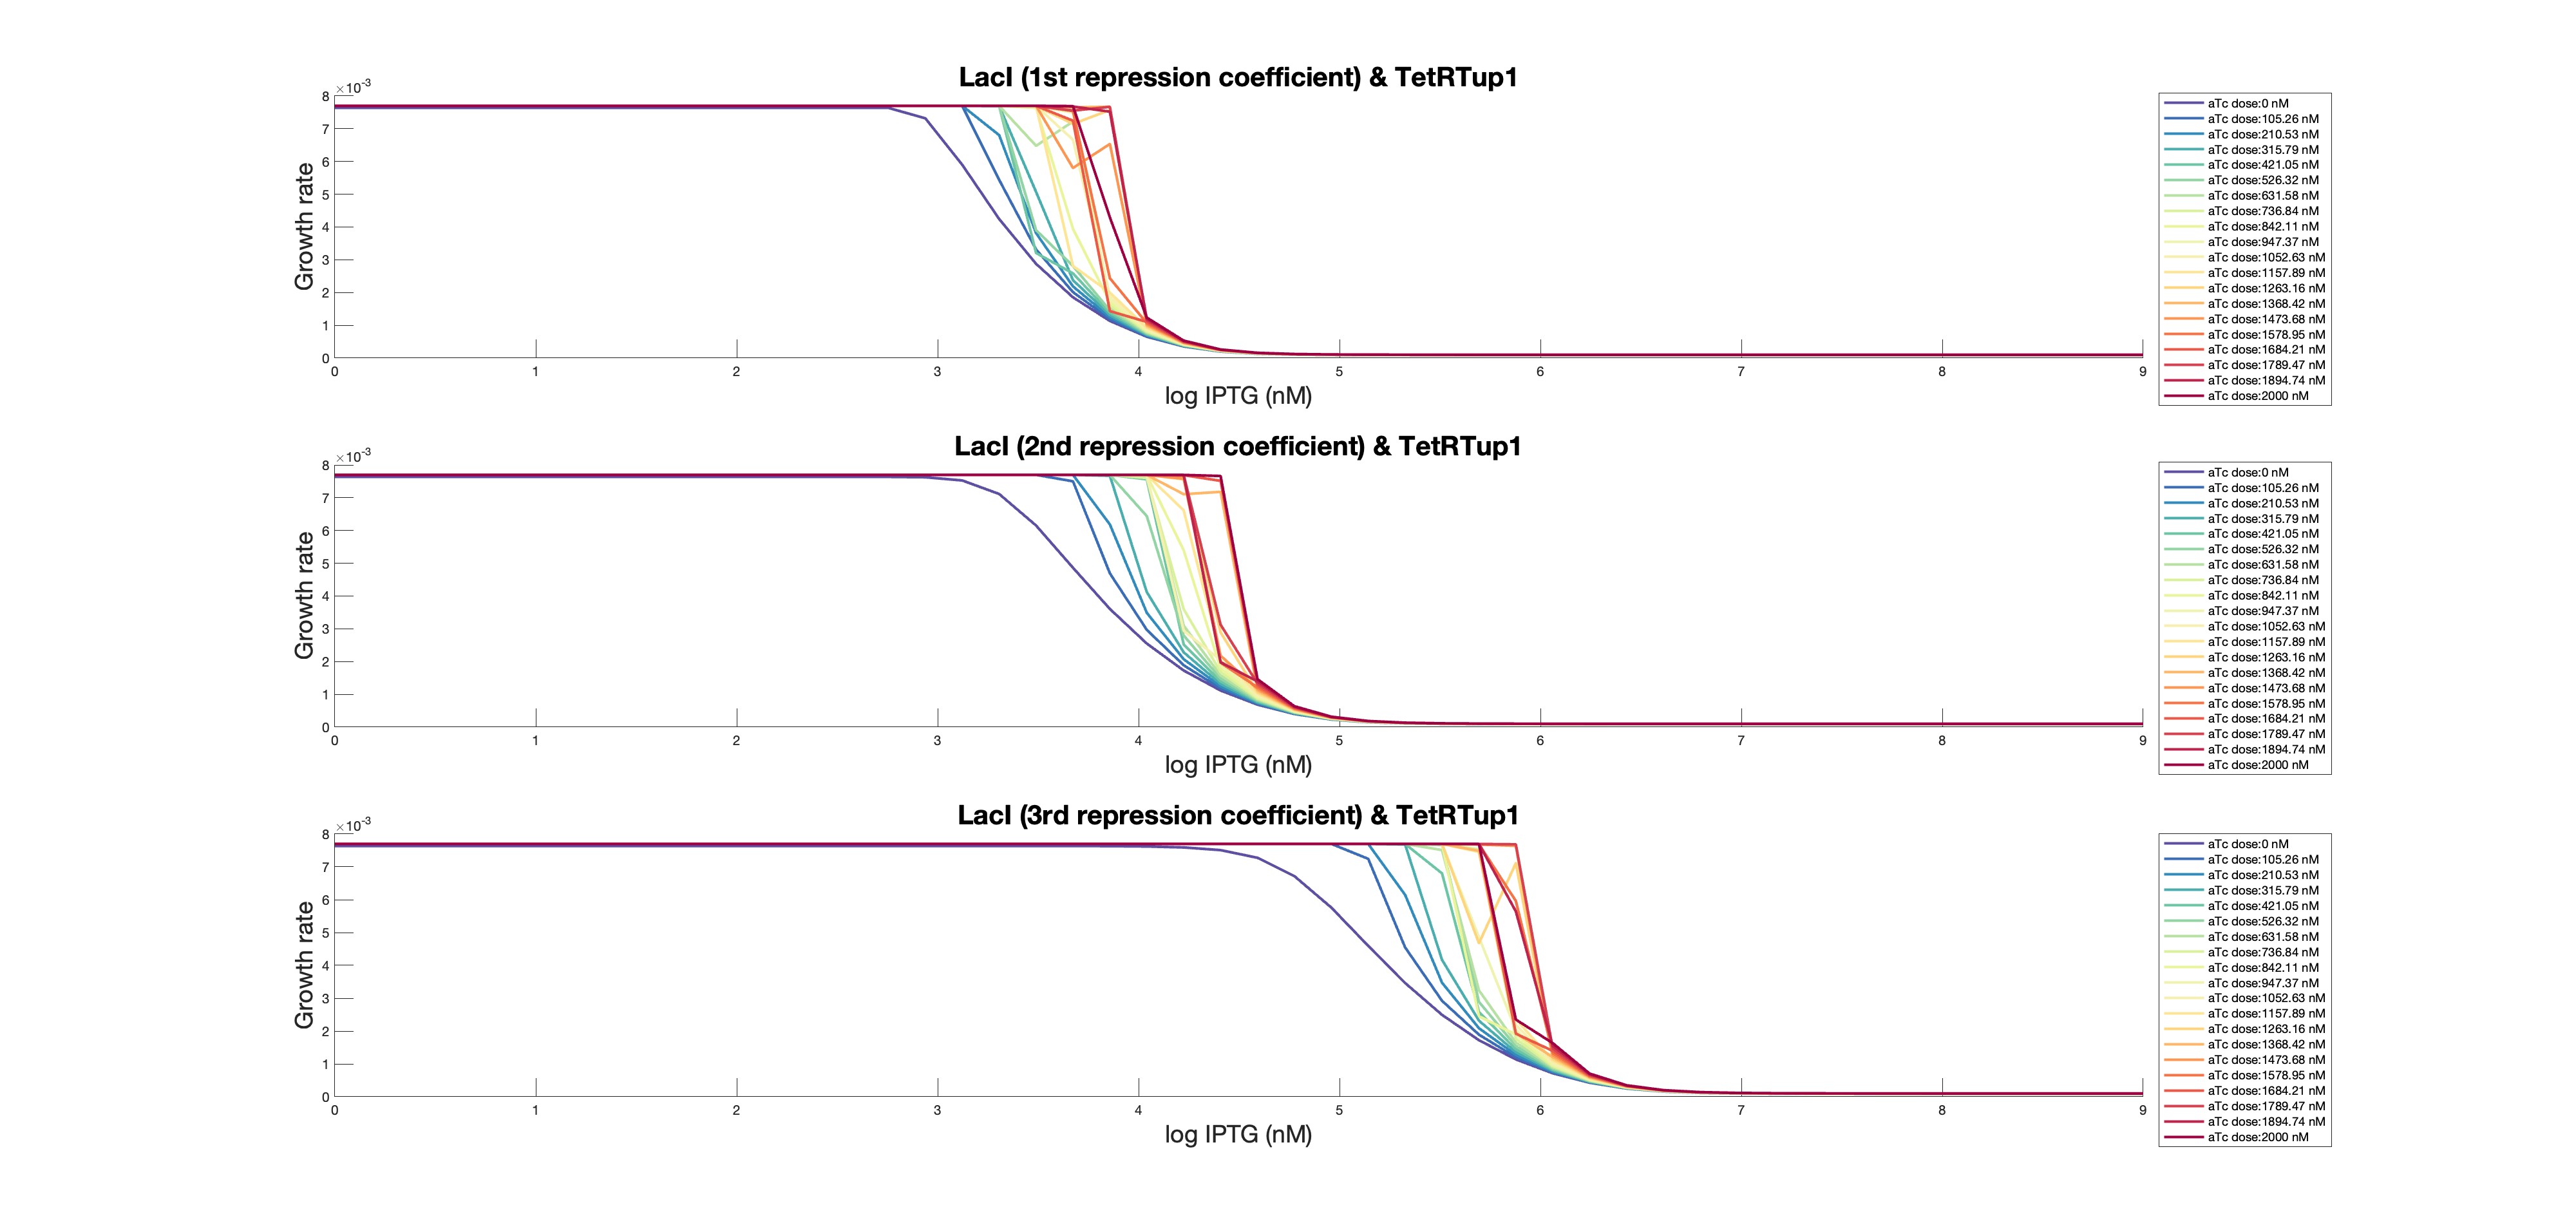 LacI (1st repression coefficient) & TetRTup1
×10-3
8
7
6
5
4
3
2
1
0
Growth rate
0 1 2 3 4 5 6 7 8 9
log IPTG (nM)
aTc dose:0 nM
aTc dose:105.26 nM
aTc dose:210.53 nM
aTc dose:315.79 nM
aTc dose:421.05 nM
aTc dose:526.32 nM
aTc dose:631.58 nM
aTc dose:736.84 nM
aTc dose:842.11 nM
aTc dose:947.37 nM
aTc dose:1052.63 nM
aTc dose:1157.89 nM
aTc dose:1263.16 nM
aTc dose:1368.42 nM
aTc dose:1473.68 nM
aTc dose:1578.95 nM
aTc dose:1684.21 nM
aTc dose:1789.47 nM
aTc dose:1894.74 nM
aTc dose:2000 nM
LacI (2nd repression coefficient) & TetRTup1
×10-3
8
7
6
5
4
3
2
1
0
Growth rate
0 1 2 3 4 5 6 7 8 9
log IPTG (nM)
aTc dose:0 nM
aTc dose:105.26 nM
aTc dose:210.53 nM
aTc dose:315.79 nM
aTc dose:421.05 nM
aTc dose:526.32 nM
aTc dose:631.58 nM
aTc dose:736.84 nM
aTc dose:842.11 nM
aTc dose:947.37 nM
aTc dose:1052.63 nM
aTc dose:1157.89 nM
aTc dose:1263.16 nM
aTc dose:1368.42 nM
aTc dose:1473.68 nM
aTc dose:1578.95 nM
aTc dose:1684.21 nM
aTc dose:1789.47 nM
aTc dose:1894.74 nM
aTc dose:2000 nM
LacI (3rd repression coefficient) & TetRTup1
×10-3
8
7
6
5
4
3
2
1
0
Growth rate
0 1 2 3 4 5 6 7 8 9
log IPTG (nM)
aTc dose:0 nM
aTc dose:105.26 nM
aTc dose:210.53 nM
aTc dose:315.79 nM
aTc dose:421.05 nM
aTc dose:526.32 nM
aTc dose:631.58 nM
aTc dose:736.84 nM
aTc dose:842.11 nM
aTc dose:947.37 nM
aTc dose:1052.63 nM
aTc dose:1157.89 nM
aTc dose:1263.16 nM
aTc dose:1368.42 nM
aTc dose:1473.68 nM
aTc dose:1578.95 nM
aTc dose:1684.21 nM
aTc dose:1789.47 nM
aTc dose:1894.74 nM
aTc dose:2000 nM